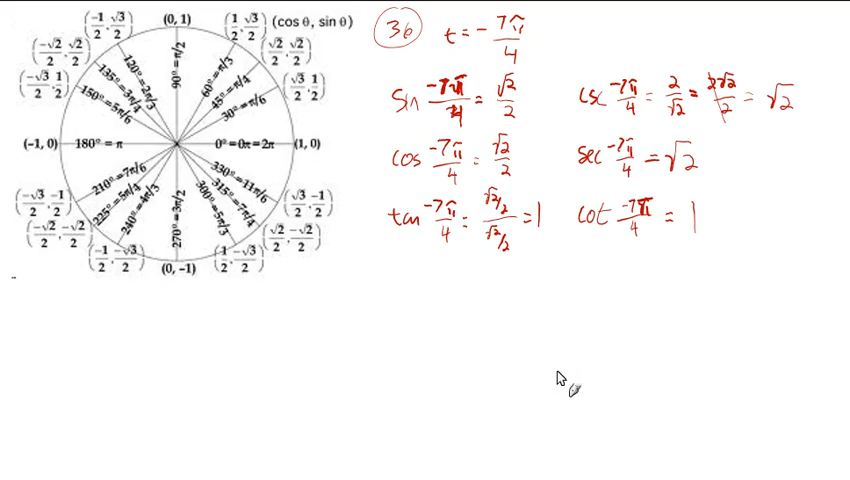 (0, 1)
(cos θ, sin θ)
(-1/2, √3/2)
(1/2, √3/2)
(-√2/2, √2/2)
(√2/2, √2/2)
(-√3/2, 1/2)
(√3/2, 1/2)
120° = 2π/3
90° = π/2
60° = π/3
135° = 3π/4
45° = π/4
150° = 5π/6
30° = π/6
(-1, 0)
180° = π
0° = 0π = 2π
(1, 0)
210° = 7π/6
330° = 11π/6
225° = 5π/4
315° = 7π/4
240° = 4π/3
270° = 3π/2
300° = 5π/3
(-√3/2, -1/2)
(√3/2, -1/2)
(-√2/2, -√2/2)
(√2/2, -√2/2)
(-1/2, -√3/2)
(1/2, -√3/2)
(0, -1)
36 t = - 7π/4
sin -7π/4 = √2/2
csc -7π/4 = 2/√2 = 2√2/2 = √2
cos -7π/4 = √2/2
sec -7π/4 = √2
tan -7π/4 = √2/2 / √2/2 = 1
cot -7π/4 = 1